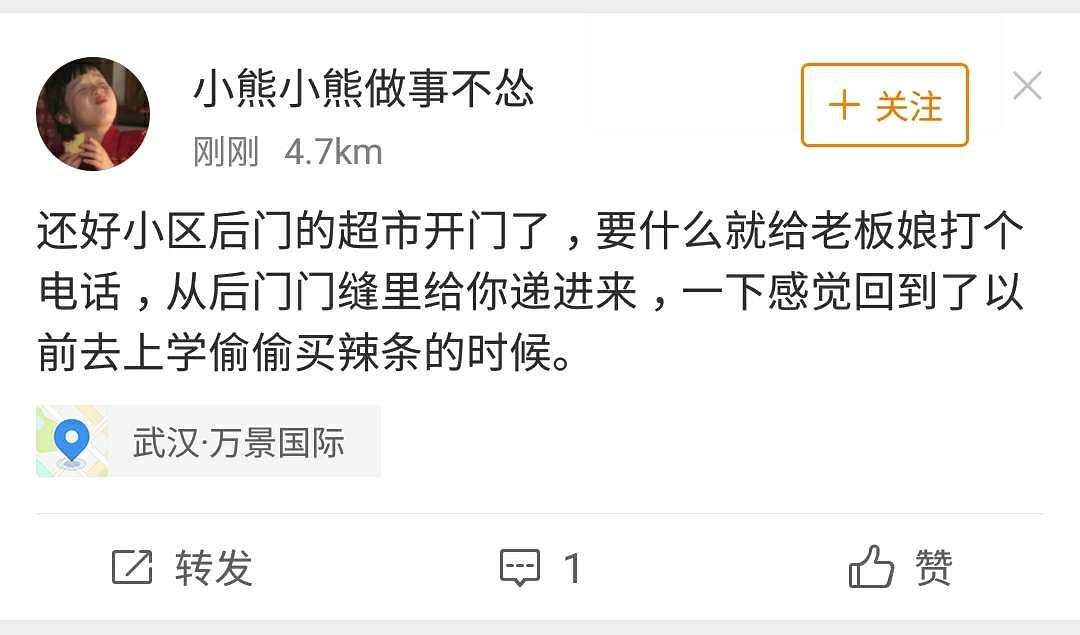 小熊小熊做事不怂
+ 关注
刚刚 4.7km
还好小区后门的超市开门了，要什么就给老板娘打个
电话，从后门门缝里给你递进来，一下感觉回到了以
前去上学偷偷买辣条的时候。
武汉·万景国际
转发
1
赞